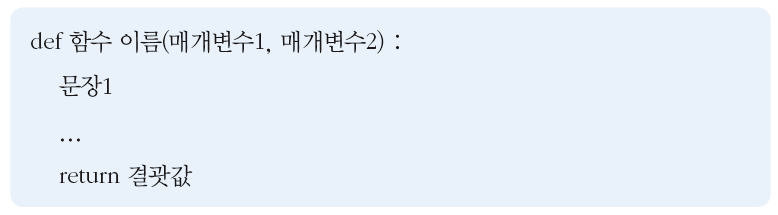 def 함수 이름(매개변수1, 매개변수2) :
문장1
...
return 결괏값